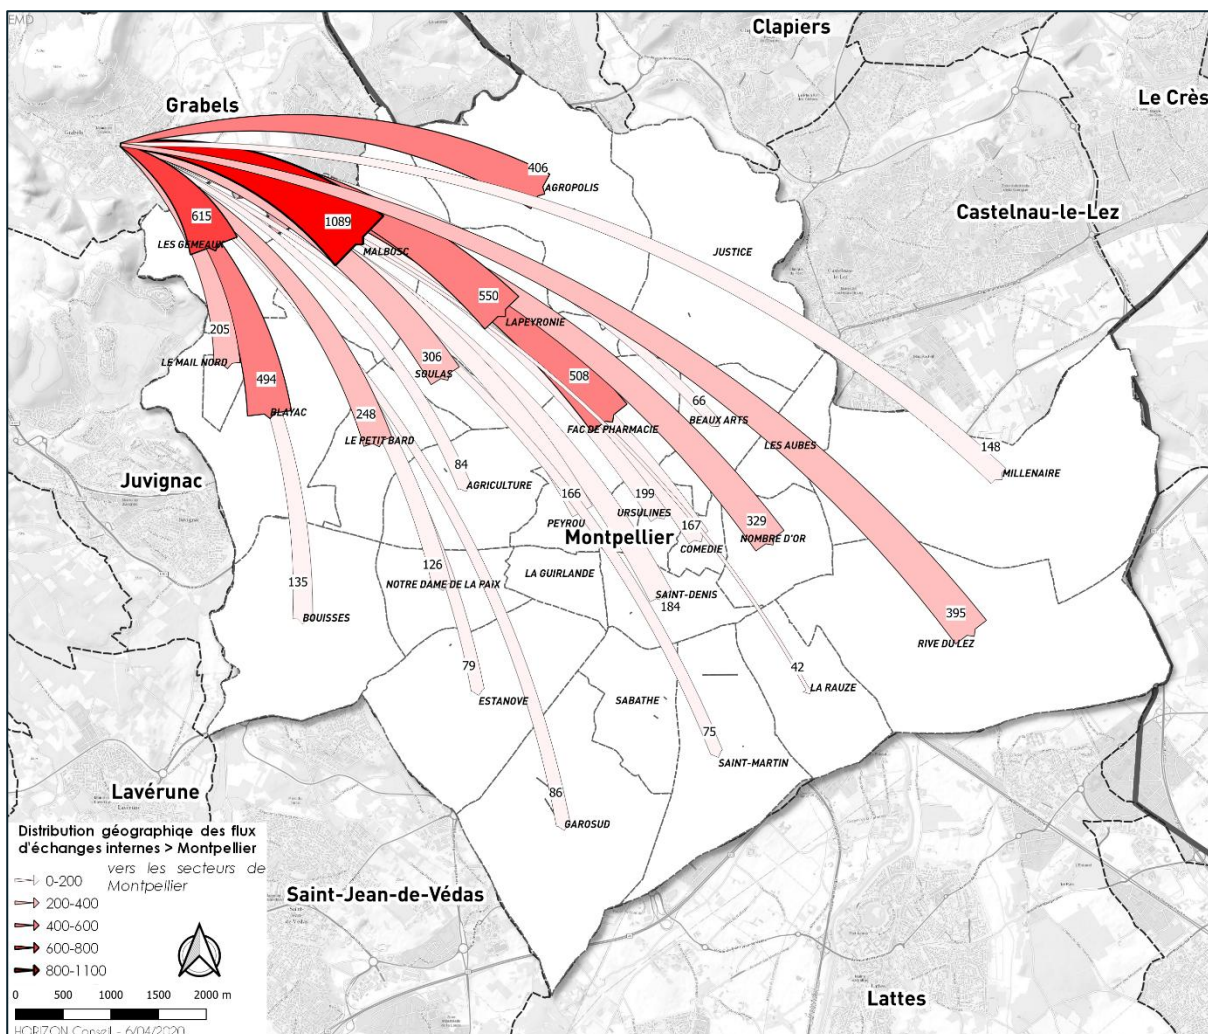 EMD
Clapiers
Grabels
Le Crès
406
AGROPOLIS
615
1089
LES GEMEAUX
MALBOSC
JUSTICE
Castelnau-le-Lez
550
LAPEYRONIE
205
LE MAIL NORD
306
SOULAS
494
BLAYAC
508
FAC DE PHARMACIE
66
BEAUX ARTS
248
LE PETIT BARD
LES AUBES
148
MILLENAIRE
84
AGRICULTURE
Juvignac
166
PEYROU
199
URSULINES
167
COMEDIE
329
NOMBRE D'OR
Montpellier
126
NOTRE DAME DE LA PAIX
LA GUIRLANDE
135
BOUISSES
SAINT-DENIS
184
395
RIVE DU LEZ
79
ESTANOVE
SABATHE
42
LA RAUZE
75
SAINT-MARTIN
86
GAROSUD
Lavérune
Saint-Jean-de-Védas
Lattes
Distribution géographiqe des flux
d'échanges internes > Montpellier
vers les secteurs de
Montpellier
0-200
200-400
400-600
600-800
800-1100
0 500 1000 1500 2000 m
HORIZON Conseil - 6/04/2020